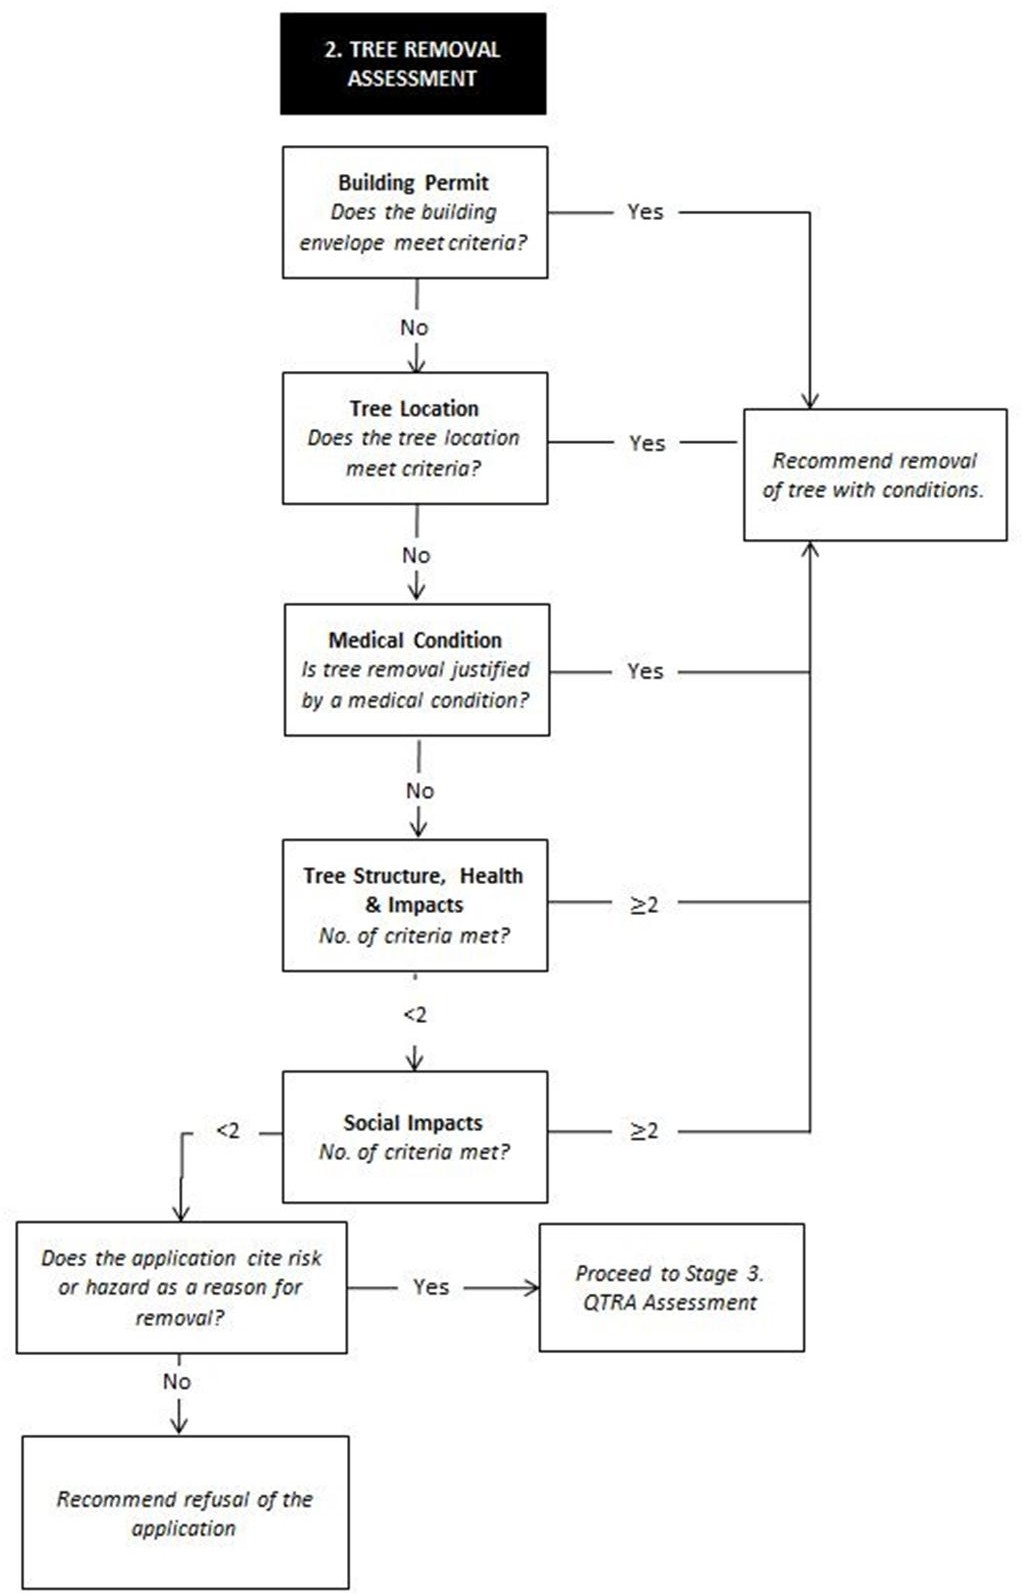 2. TREE REMOVAL
ASSESSMENT
Building Permit
Does the building
envelope meet criteria?
Yes
No
Tree Location
Does the tree location
meet criteria?
Yes
Recommend removal
of tree with conditions.
No
Medical Condition
Is tree removal justified
by a medical condition?
Yes
No
Tree Structure, Health
& Impacts
No. of criteria met?
≥2
<2
Social Impacts
No. of criteria met?
<2
≥2
Does the application cite risk
or hazard as a reason for
removal?
Yes
Proceed to Stage 3.
QTRA Assessment
No
Recommend refusal of the
application